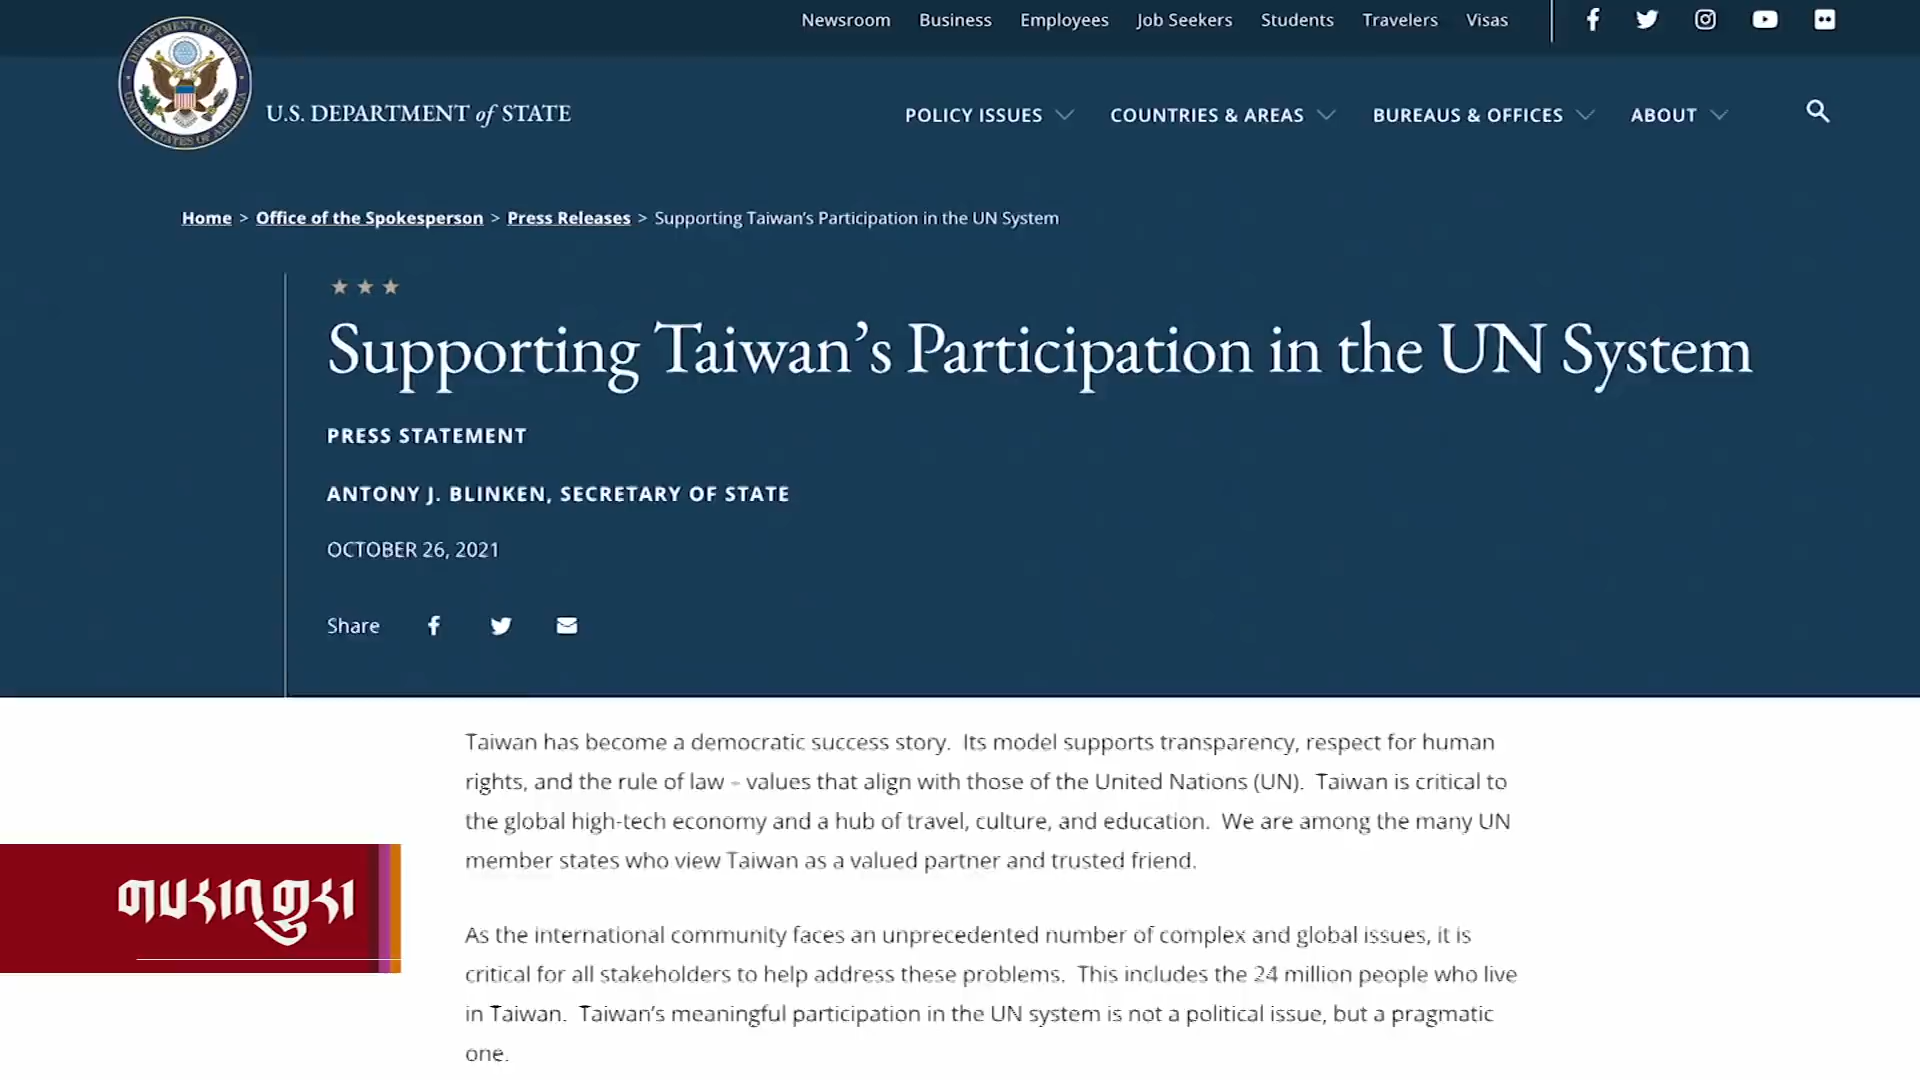 Newsroom Business Employees Job Seekers Students Travelers Visas
U.S. DEPARTMENT of STATE
POLICY ISSUES COUNTRIES & AREAS BUREAUS & OFFICES ABOUT
Home > Office of the Spokesperson > Press Releases > Supporting Taiwan’s Participation in the UN System
Supporting Taiwan’s Participation in the UN System
PRESS STATEMENT
ANTONY J. BLINKEN, SECRETARY OF STATE
OCTOBER 26, 2021
Share
Taiwan has become a democratic success story. Its model supports transparency, respect for human
rights, and the rule of law – values that align with those of the United Nations (UN). Taiwan is critical to
the global high-tech economy and a hub of travel, culture, and education. We are among the many UN
member states who view Taiwan as a valued partner and trusted friend.
As the international community faces an unprecedented number of complex and global issues, it is
critical for all stakeholders to help address these problems. This includes the 24 million people who live
in Taiwan. Taiwan’s meaningful participation in the UN system is not a political issue, but a pragmatic
one.